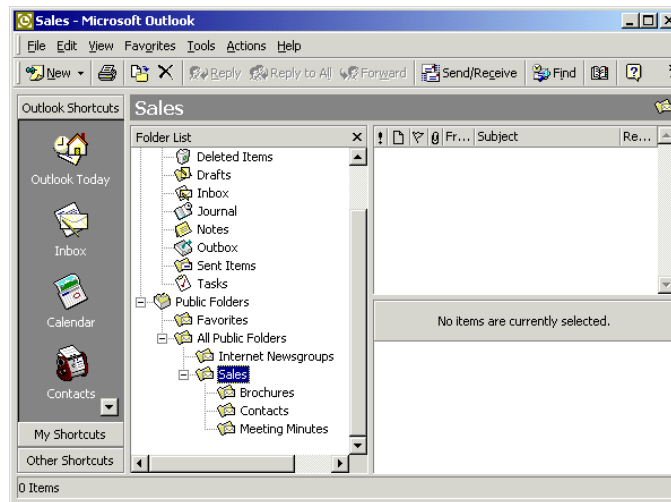 Sales - Microsoft Outlook
File Edit View Favorites Tools Actions Help
New Reply Reply to All Forward Send/Receive Find
Outlook Shortcuts
Sales
Outlook Today
Inbox
Calendar
Contacts
My Shortcuts
Other Shortcuts
Folder List
Deleted Items
Drafts
Inbox
Journal
Notes
Outbox
Sent Items
Tasks
Public Folders
Favorites
All Public Folders
Internet Newsgroups
Sales
Brochures
Contacts
Meeting Minutes
Fr... Subject Re...
No items are currently selected.
0 Items